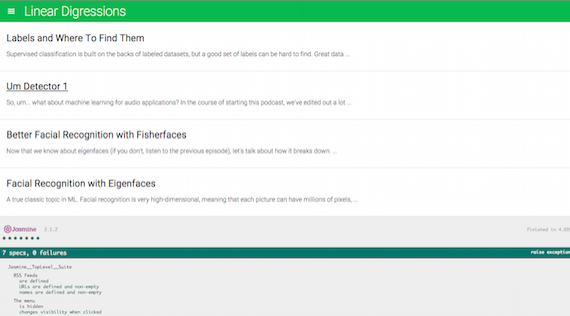 Linear Digressions
Labels and Where To Find Them
Supervised classification is built on the backs of labeled datasets, but a good set of labels can be hard to find. Great data ...
Um Detector 1
So, um... what about machine learning for audio applications? In the course of starting this podcast, we've edited out a lot ...
Better Facial Recognition with Fisherfaces
Now that we know about eigenfaces (if you don't, listen to the previous episode), let's talk about how it breaks down. ...
Facial Recognition with Eigenfaces
A true classic topic in ML. Facial recognition is very high-dimensional, meaning that each picture can have millions of pixels, ...
Jasmine 2.1.2 finished in 4.69
7 specs, 0 failures raise exception
Jasmine__TopLevel__Suite
RSS Feeds
are defined
URLs are defined and non-empty
names are defined and non-empty
The menu
is hidden
changes visibility when clicked